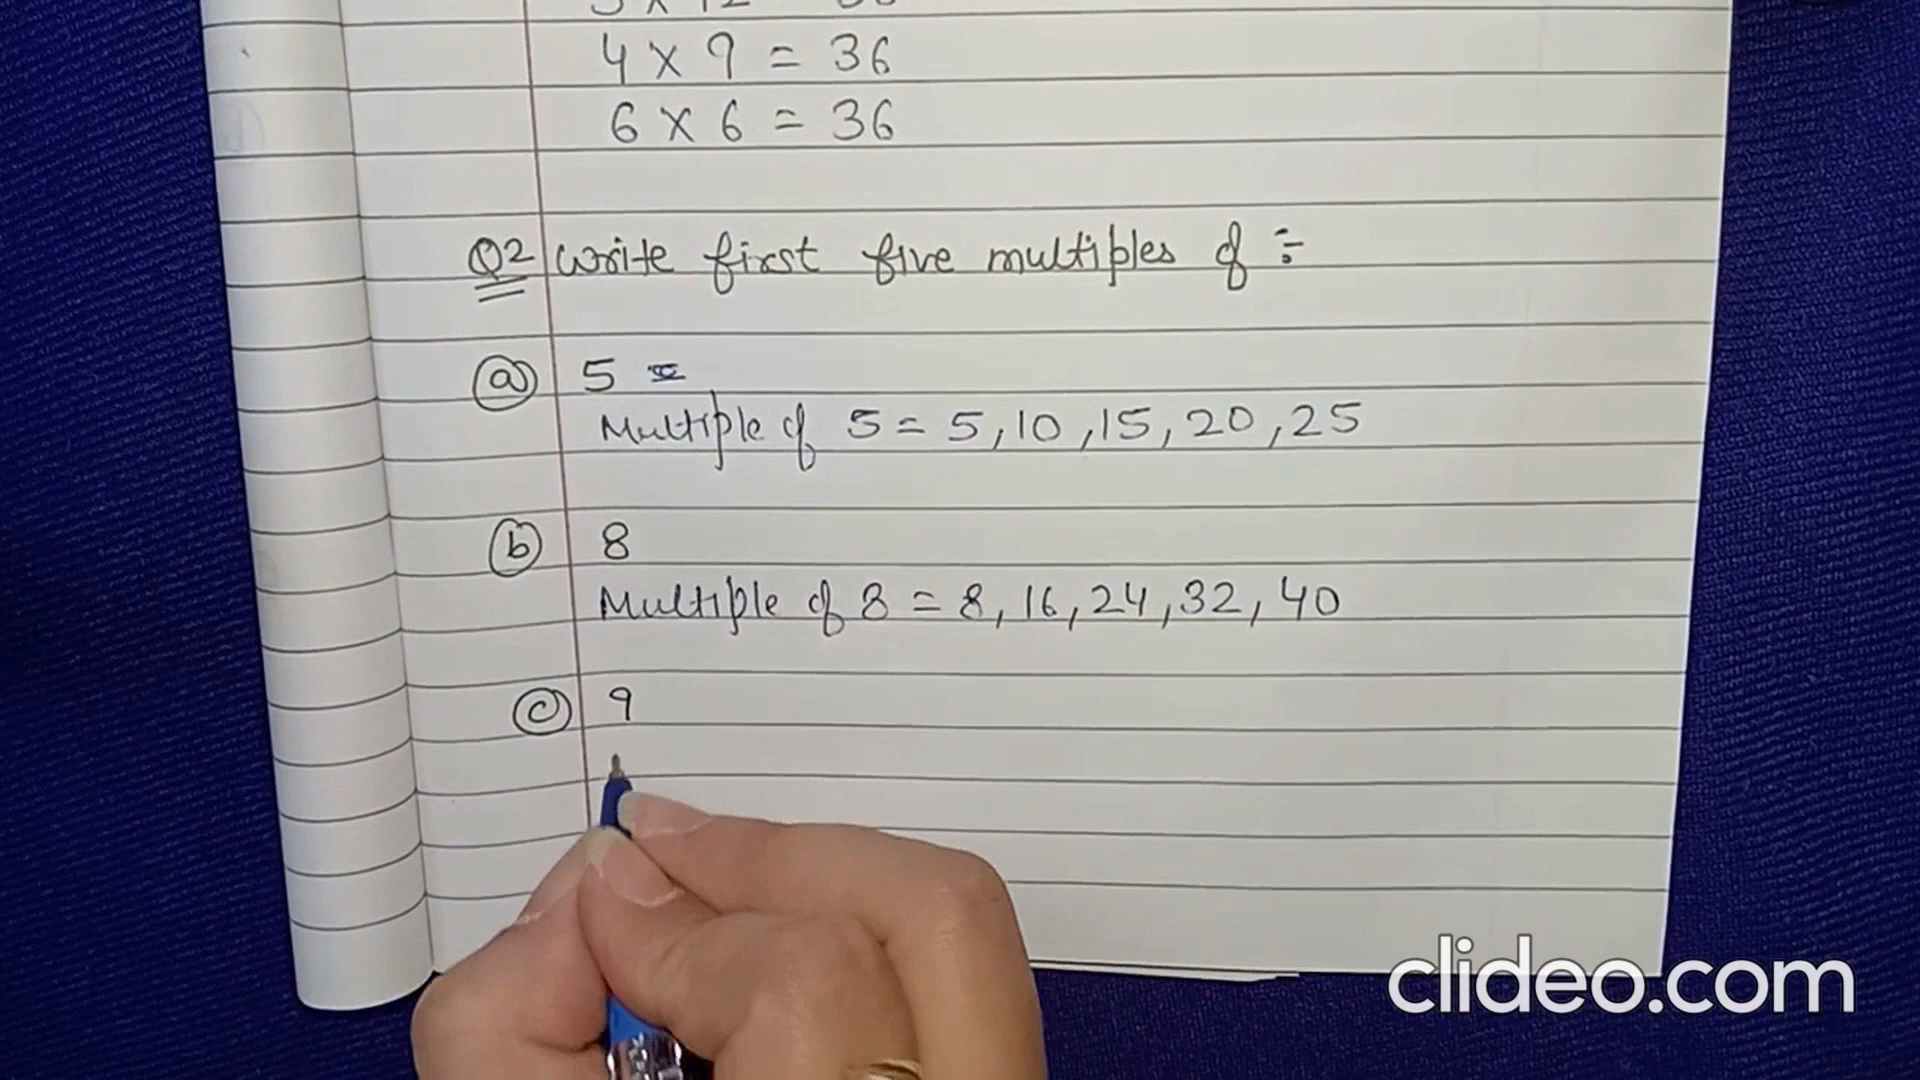 4 × 9 = 36
6 × 6 = 36
Q2 Write first five multiples of :-
(a) 5 =
Multiple of 5 = 5, 10, 15, 20, 25
(b) 8
Multiple of 8 = 8, 16, 24, 32, 40
(c) 9
clideo.com